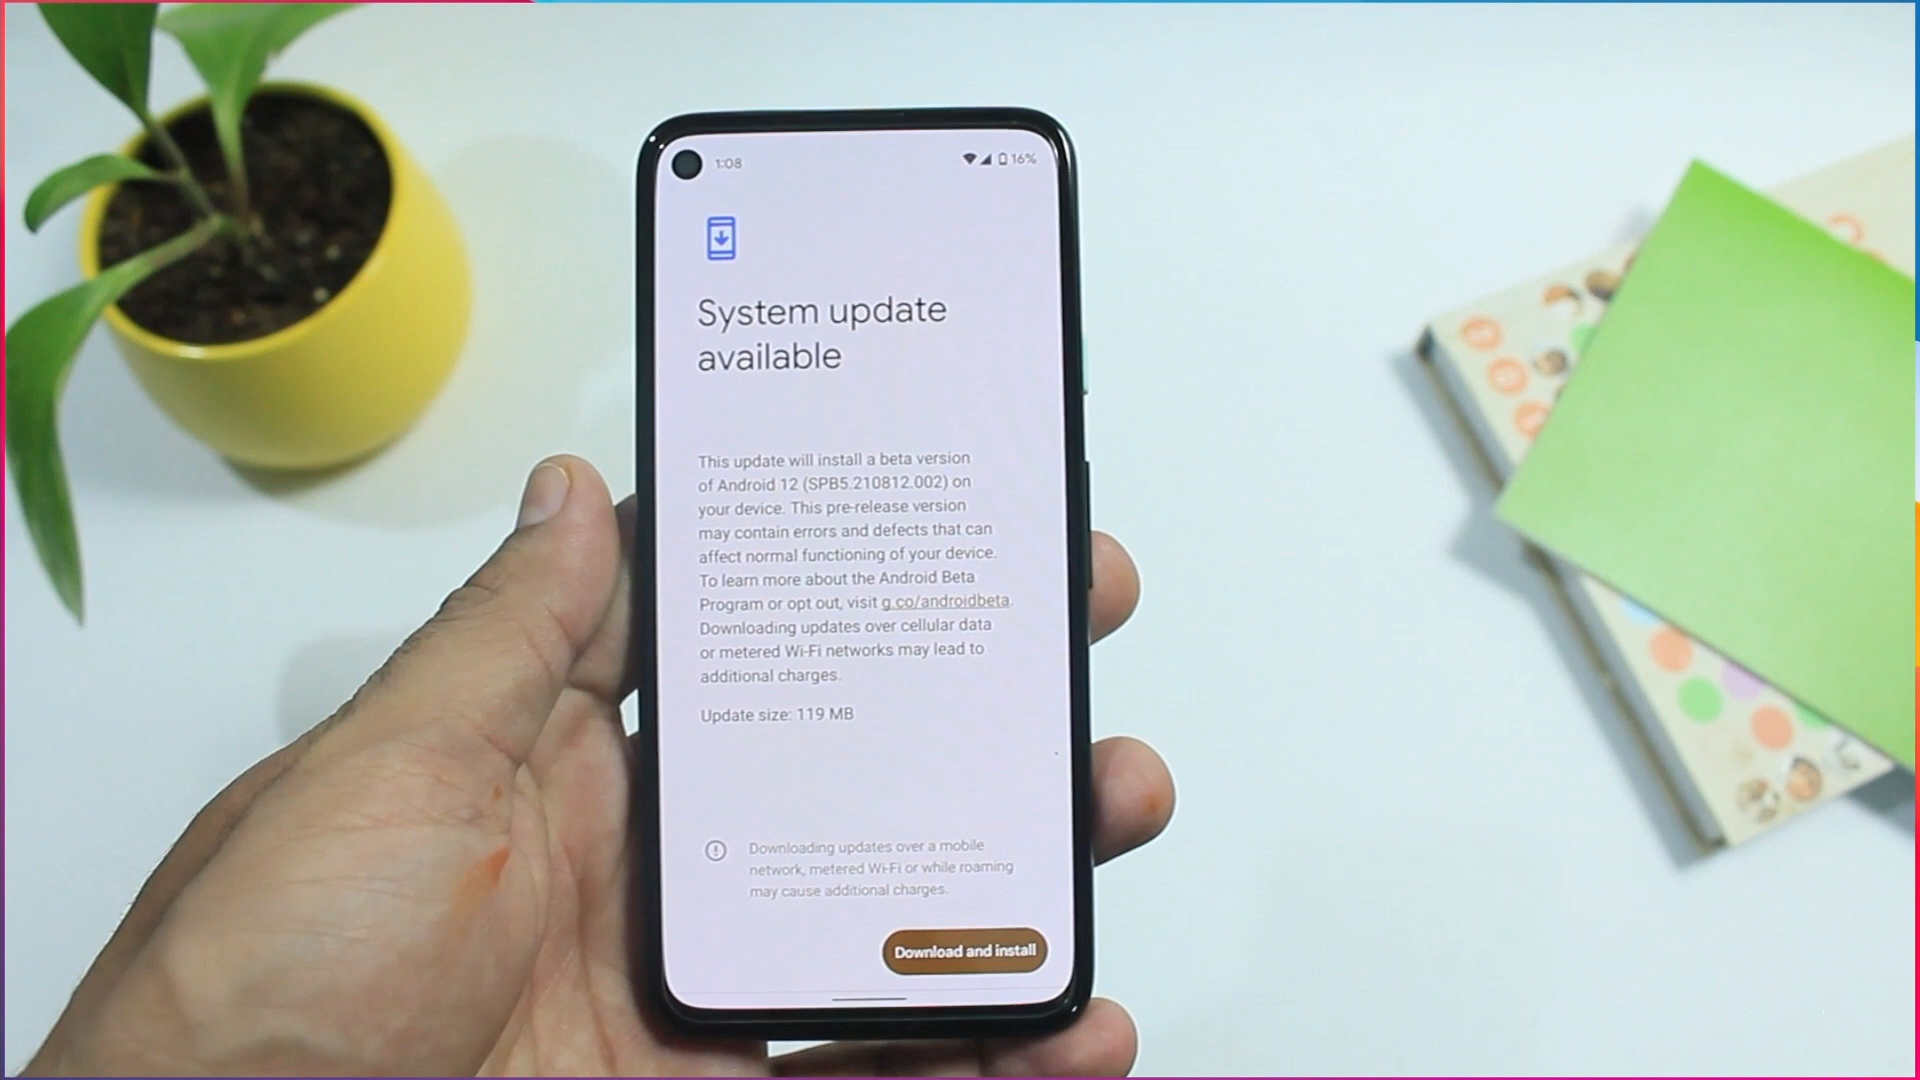 1:08
16%
System update
available
This update will install a beta version
of Android 12 (SPB5.210812.002) on
your device. This pre-release version
may contain errors and defects that can
affect normal functioning of your device.
To learn more about the Android Beta
Program or opt out, visit g.co/androidbeta.
Downloading updates over cellular data
or metered Wi-Fi networks may lead to
additional charges.
Update size: 119 MB
Downloading updates over a mobile
network, metered Wi-Fi or while roaming
may cause additional charges.
Download and install